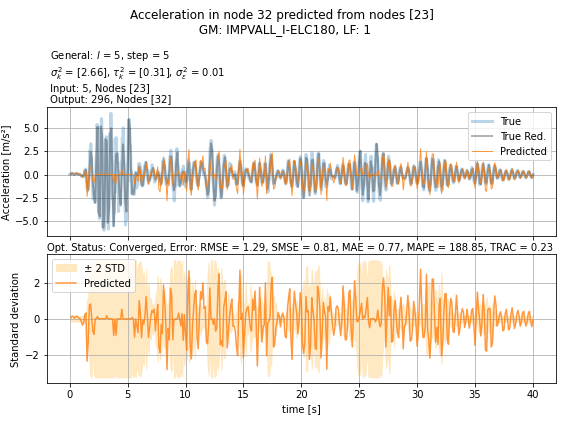 Acceleration in node 32 predicted from nodes [23]
GM: IMPVALL_I-ELC180, LF: 1
General: l = 5, step = 5
σ²ₖ = [2.66], τ²ₖ = [0.31], σ²_ε = 0.01
Input: 5, Nodes [23]
Output: 296, Nodes [32]
Acceleration [m/s²]
5.0
2.5
0.0
−2.5
−5.0
True
True Red.
Predicted
Opt. Status: Converged, Error: RMSE = 1.29, SMSE = 0.81, MAE = 0.77, MAPE = 188.85, TRAC = 0.23
Standard deviation
2
0
−2
± 2 STD
Predicted
0 5 10 15 20 25 30 35 40
time [s]